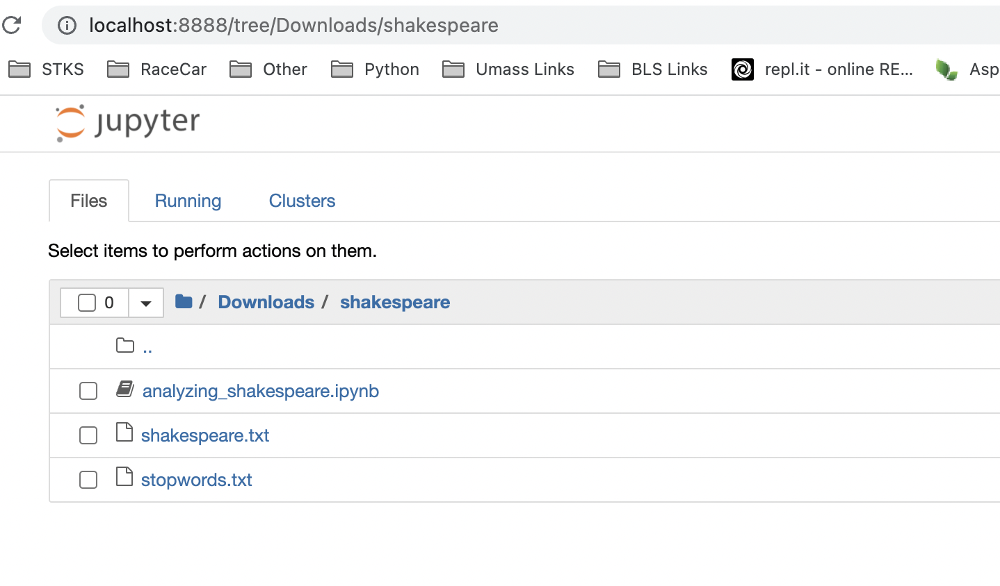 localhost:8888/tree/Downloads/shakespeare
STKS RaceCar Other Python Umass Links BLS Links repl.it - online RE... Asp
jupyter
Files Running Clusters
Select items to perform actions on them.
0 / Downloads / shakespeare
..
analyzing_shakespeare.ipynb
shakespeare.txt
stopwords.txt